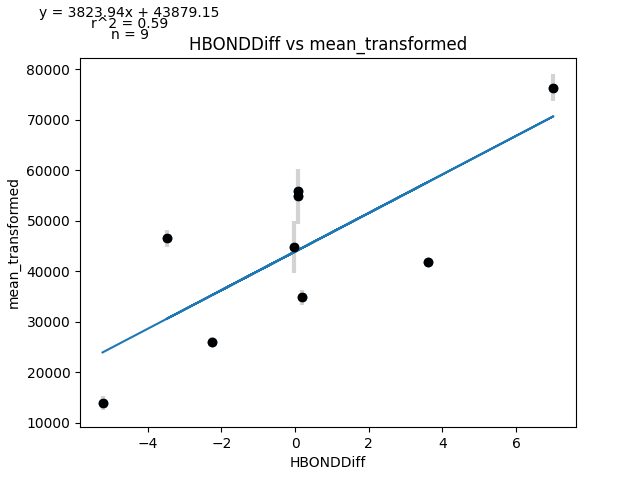 y = 3823.94x + 43879.15
r^2 = 0.59
n = 9
HBONDDiff vs mean_transformed
80000
70000
60000
50000
40000
30000
20000
10000
mean_transformed
−4
−2
0
2
4
6
HBONDDiff